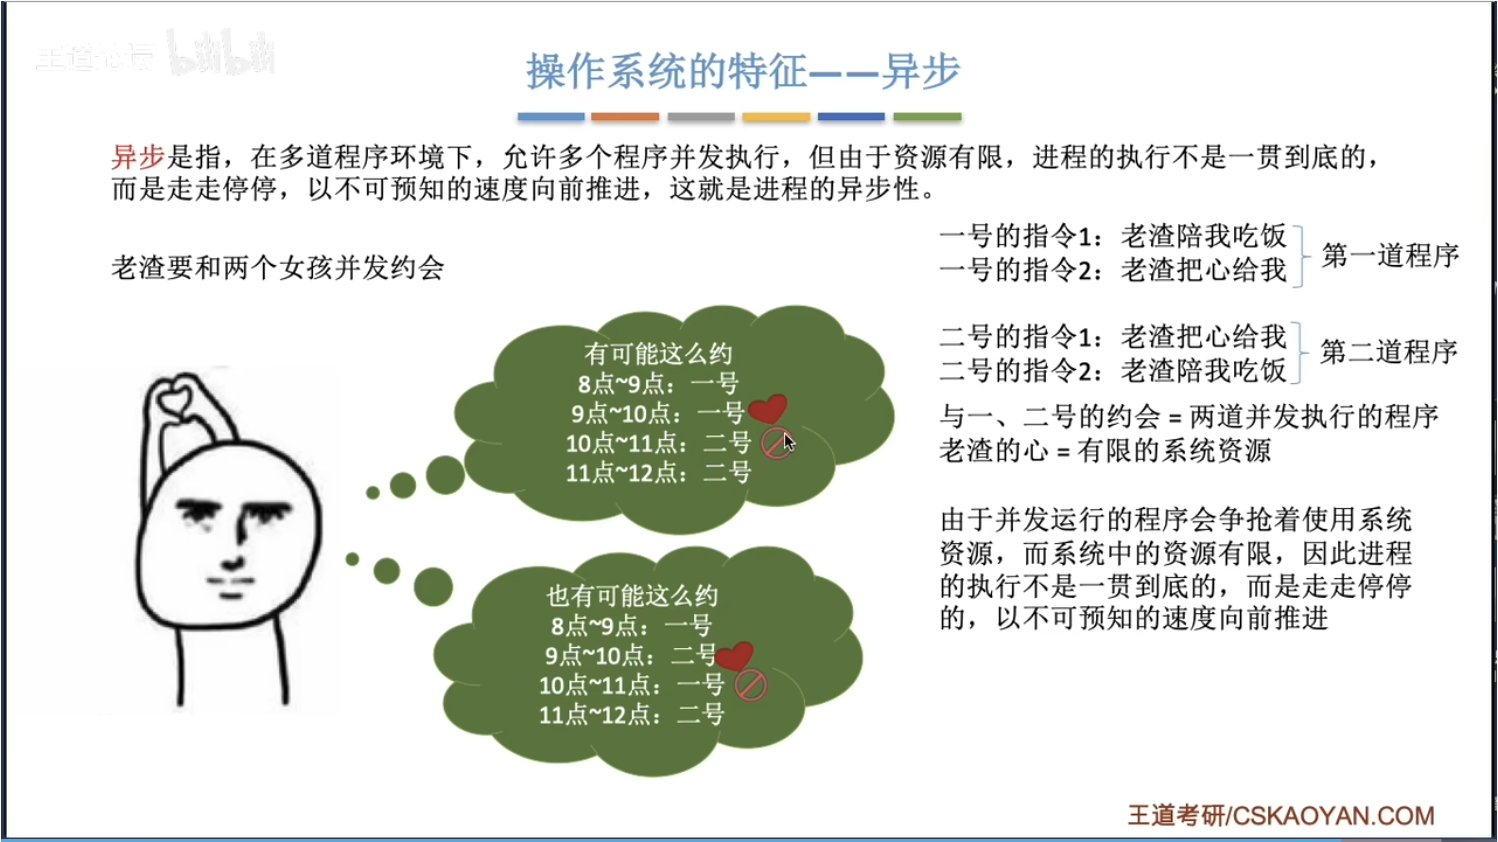 王道论坛 bilibili
操作系统的特征——异步
异步是指，在多道程序环境下，允许多个程序并发执行，但由于资源有限，进程的执行不是一贯到底的，
而是走走停停，以不可预知的速度向前推进，这就是进程的异步性。
老渣要和两个女孩并发约会
一号的指令1：老渣陪我吃饭
一号的指令2：老渣把心给我
第一道程序
二号的指令1：老渣把心给我
二号的指令2：老渣陪我吃饭
第二道程序
与一、二号的约会 = 两道并发执行的程序
老渣的心 = 有限的系统资源
有可能这么约
8点~9点：一号
9点~10点：一号
10点~11点：二号
11点~12点：二号
也有可能这么约
8点~9点：一号
9点~10点：二号
10点~11点：一号
11点~12点：二号
由于并发运行的程序会争抢着使用系统
资源，而系统中的资源有限，因此进程
的执行不是一贯到底的，而是走走停停
的，以不可预知的速度向前推进
王道考研/CSKAOYAN.COM